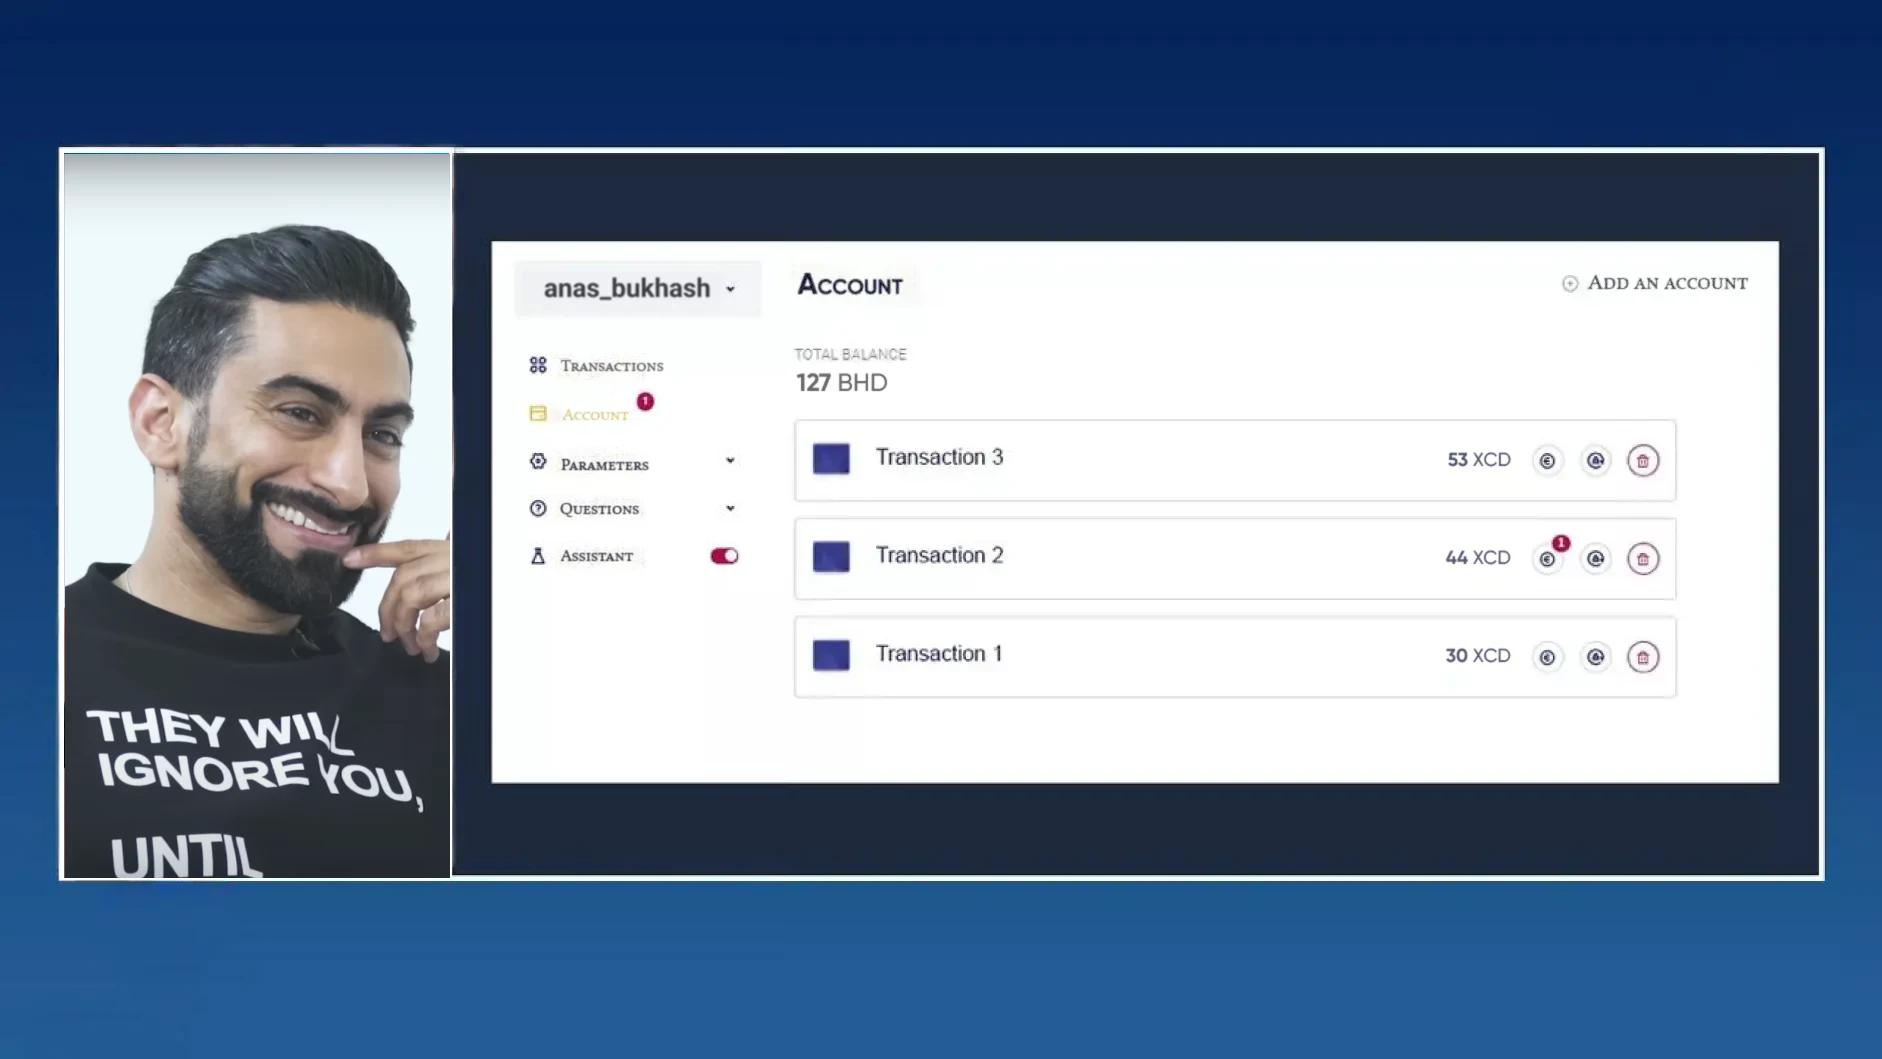 THEY WILL
IGNORE YOU,
UNTIL
anas_bukhash
TRANSACTIONS
ACCOUNT
1
PARAMETERS
QUESTIONS
ASSISTANT
ACCOUNT
ADD AN ACCOUNT
TOTAL BALANCE
127 BHD
Transaction 3
53 XCD
Transaction 2
44 XCD
1
Transaction 1
30 XCD